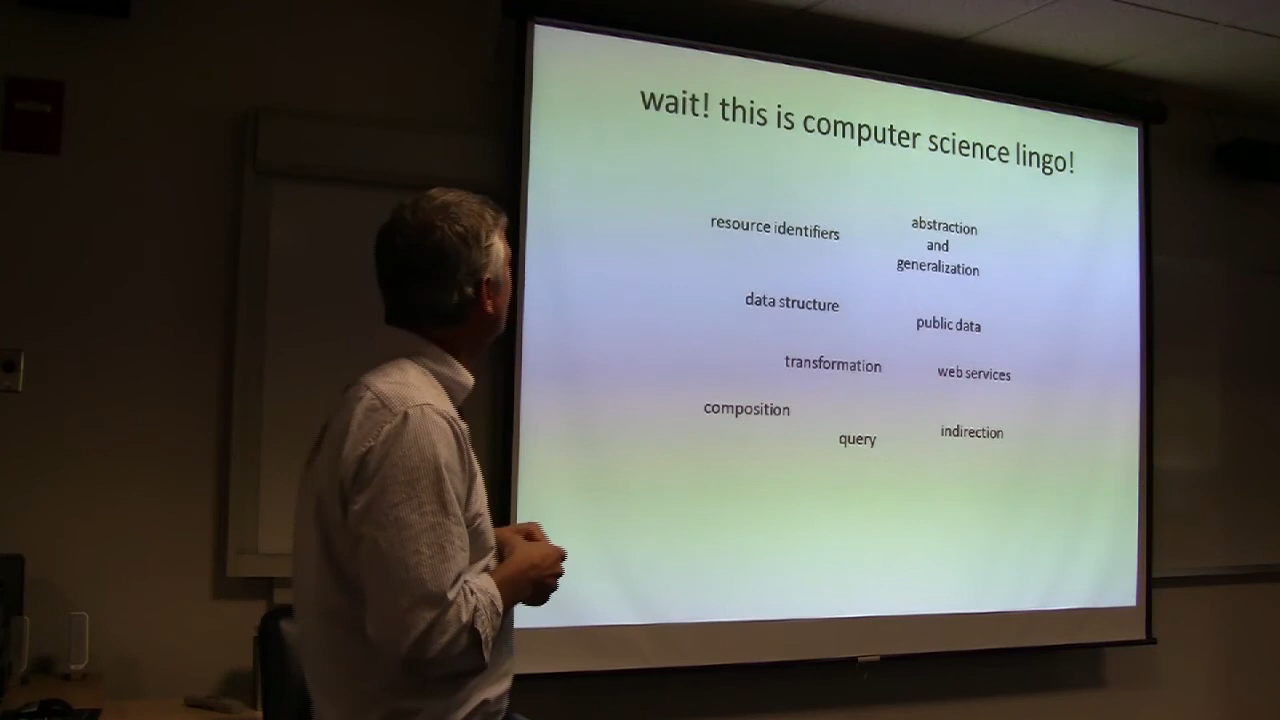 wait! this is computer science lingo!
resource identifiers
abstraction
and
generalization
data structure
public data
transformation
web services
composition
query
indirection